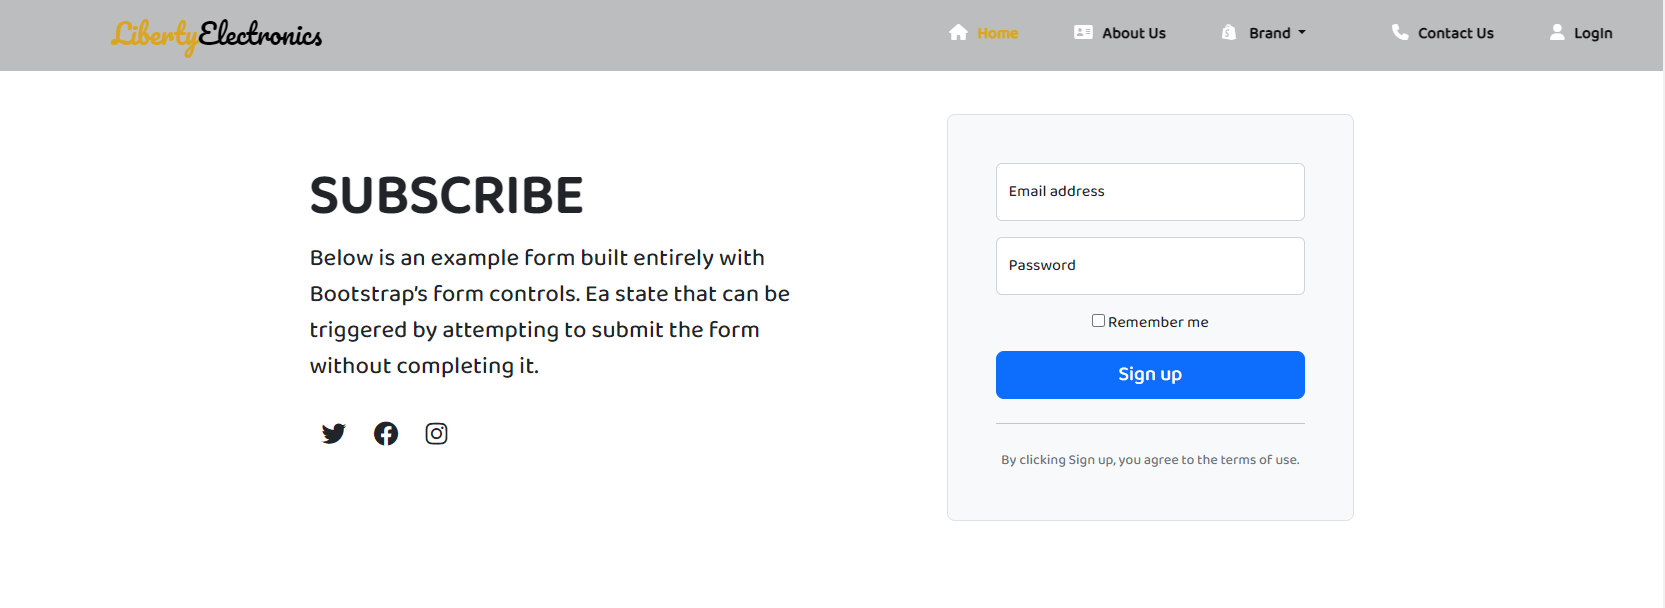 LibertyElectronics
Home
About Us
Brand
Contact Us
LogIn
SUBSCRIBE
Below is an example form built entirely with
Bootstrap's form controls. Ea state that can be
triggered by attempting to submit the form
without completing it.
Email address
Password
Remember me
Sign up
By clicking Sign up, you agree to the terms of use.